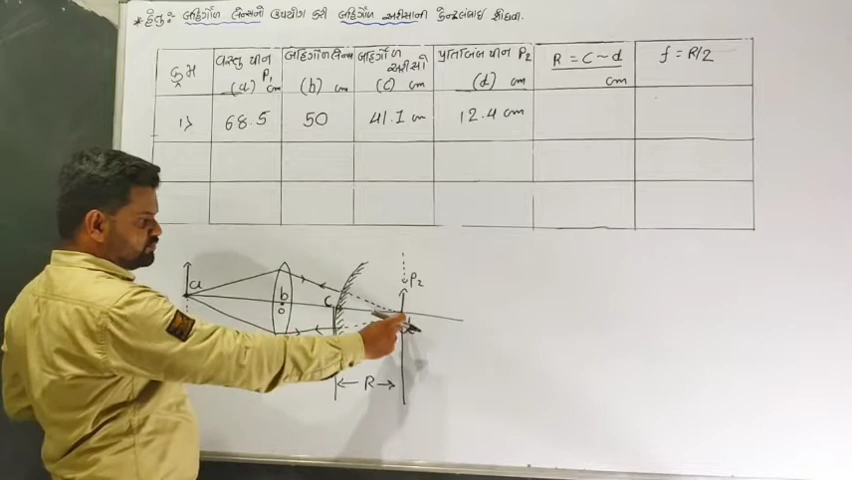 * હેતુ : બહિર્ગોળ લેન્સનો ઉપયોગ કરી બહિર્ગોળ અરીસાની કેન્દ્રલંબાઈ શોધવા.
ક્રમ વસ્તુ પીન P₁ (a) cm બહિર્ગોળ લેન્સ (b) cm બહિર્ગોળ અરીસો (c) cm પ્રતિબિંબ પીન P₂ (d) cm R = C ~ d cm f = R/2
1> 68.5 50 41.1 cm 12.4 cm
a b o c P₂ d
R